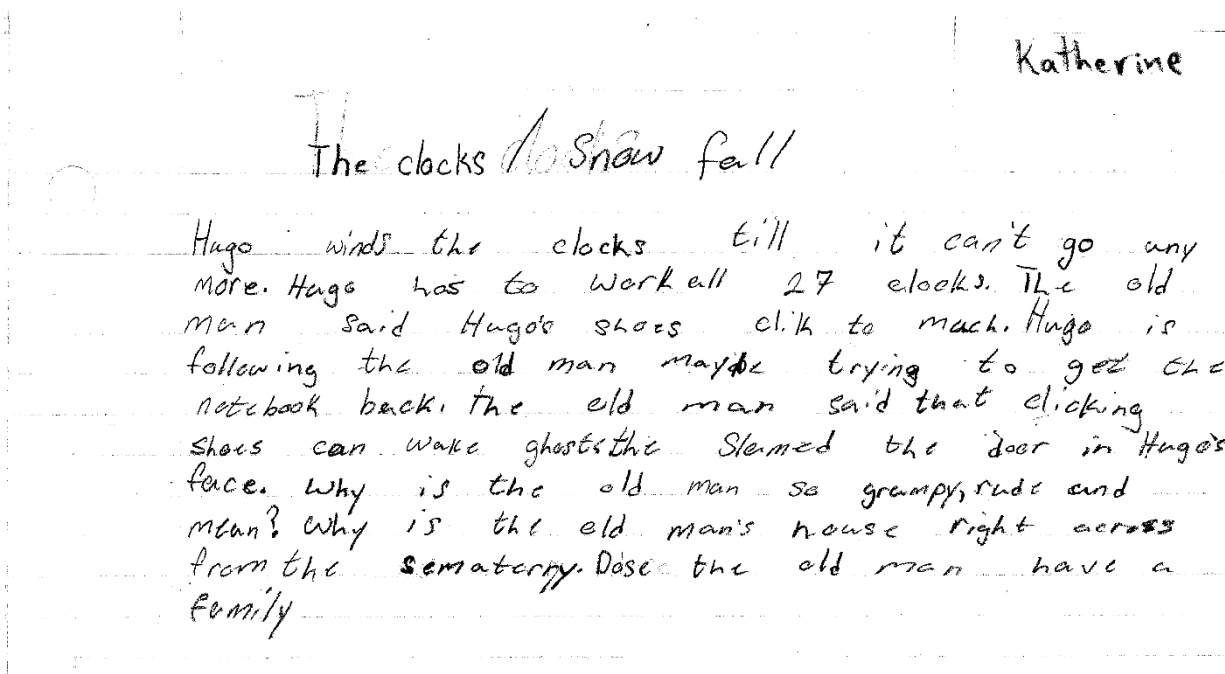 Katherine
The clocks / Snow fall
Hugo winds the clocks till it can't go any
more. Hugo has to work all 27 clocks. The old
man said Hugo's shoes clik to mach. Hugo is
following the old man maybe trying to get the
notebook back. the old man said that clicking
shoes can wake ghosts. the Slamed the door in Hugo's
face. Why is the old man so grumpy, rude and
mean? Why is the old man's house right across
from the sematerny. Dose the old man have a
family